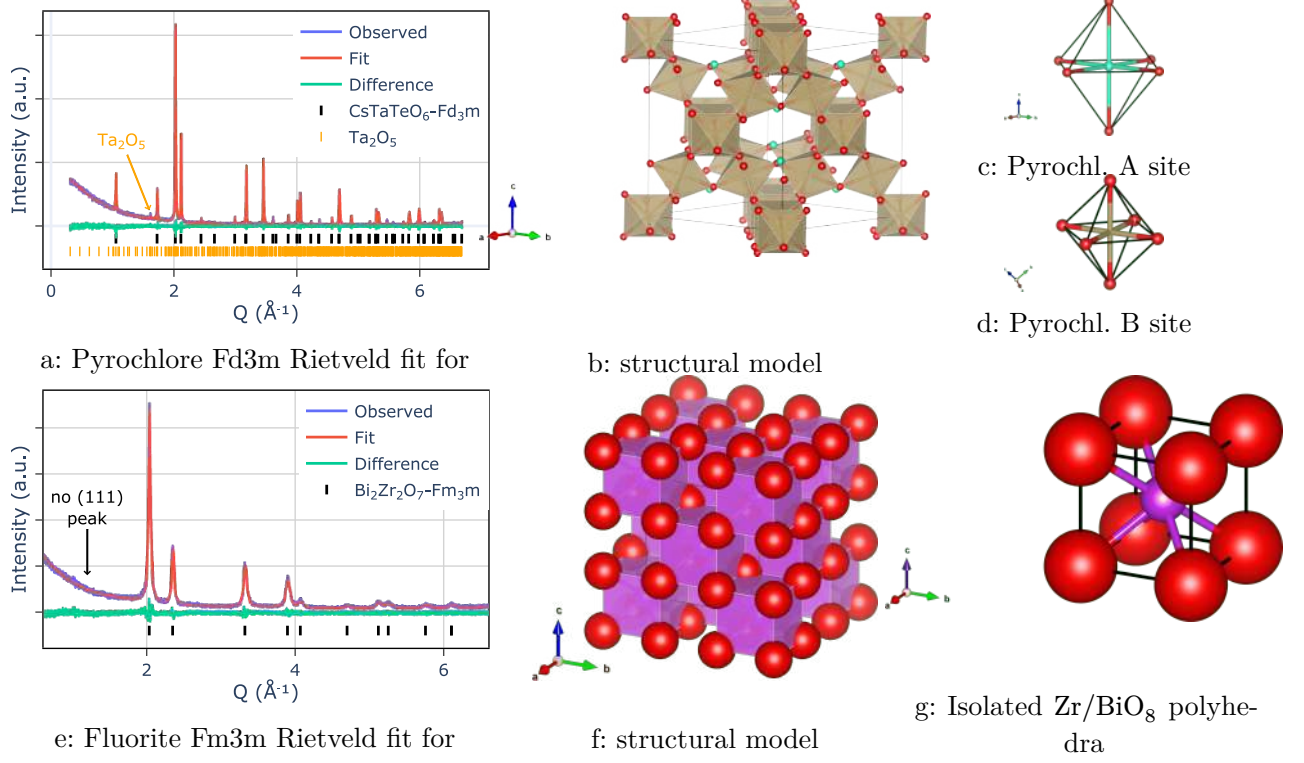 Intensity (a.u.)
Observed
Fit
Difference
CsTaTeO₆-Fd₃m
Ta₂O₅
Ta₂O₅
0
2
4
6
Q (Å⁻¹)
a: Pyrochlore Fd3m Rietveld fit for
c
a
b
b: structural model
c: Pyrochl. A site
d: Pyrochl. B site
Intensity (a.u.)
Observed
Fit
Difference
Bi₂Zr₂O₇-Fm₃m
no (111)
peak
2
4
6
Q (Å⁻¹)
e: Fluorite Fm3m Rietveld fit for
c
a
b
f: structural model
c
a
b
g: Isolated Zr/BiO₈ polyhe-
dra